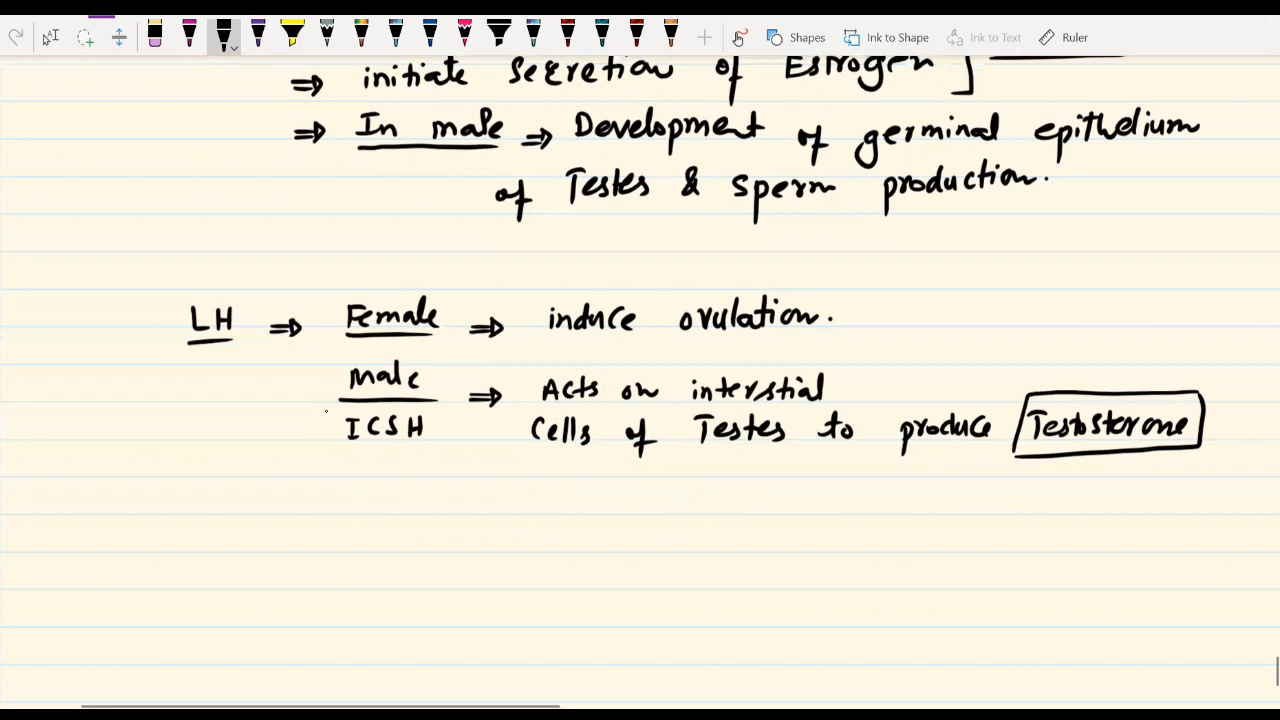 Shapes Ink to Shape Ink to Text Ruler
⇒ initiate Secretion of Estrogen ]
⇒ In male ⇒ Development of germinal epithelium
of Testes & Sperm production.
LH ⇒ Female ⇒ induce ovulation.
Male ⇒ Acts on interstial
ICSH Cells of Testes to produce Testosterone